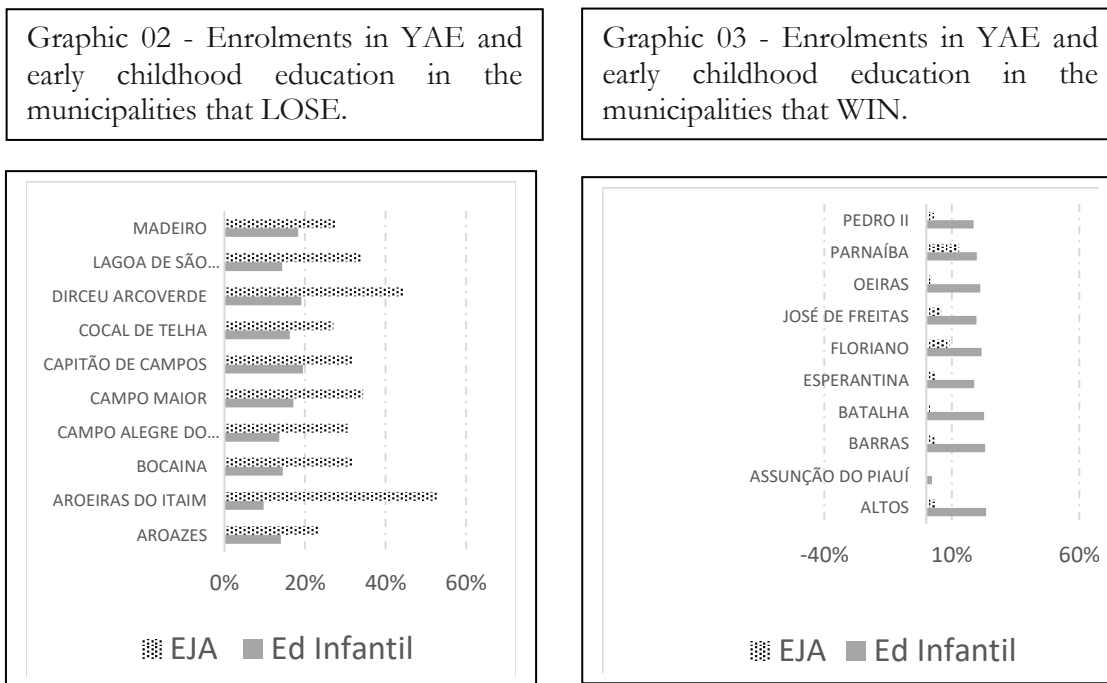 Graphic 02 - Enrolments in YAE and
early childhood education in the
municipalities that LOSE.
MADEIRO
LAGOA DE SÃO…
DIRCEU ARCOVERDE
COCAL DE TELHA
CAPITÃO DE CAMPOS
CAMPO MAIOR
CAMPO ALEGRE DO…
BOCAINA
AROEIRAS DO ITAIM
AROAZES
0% 20% 40% 60%
EJA Ed Infantil
Graphic 03 - Enrolments in YAE and
early childhood education in the
municipalities that WIN.
PEDRO II
PARNAÍBA
OEIRAS
JOSÉ DE FREITAS
FLORIANO
ESPERANTINA
BATALHA
BARRAS
ASSUNÇÃO DO PIAUÍ
ALTOS
-40% 10% 60%
EJA Ed Infantil